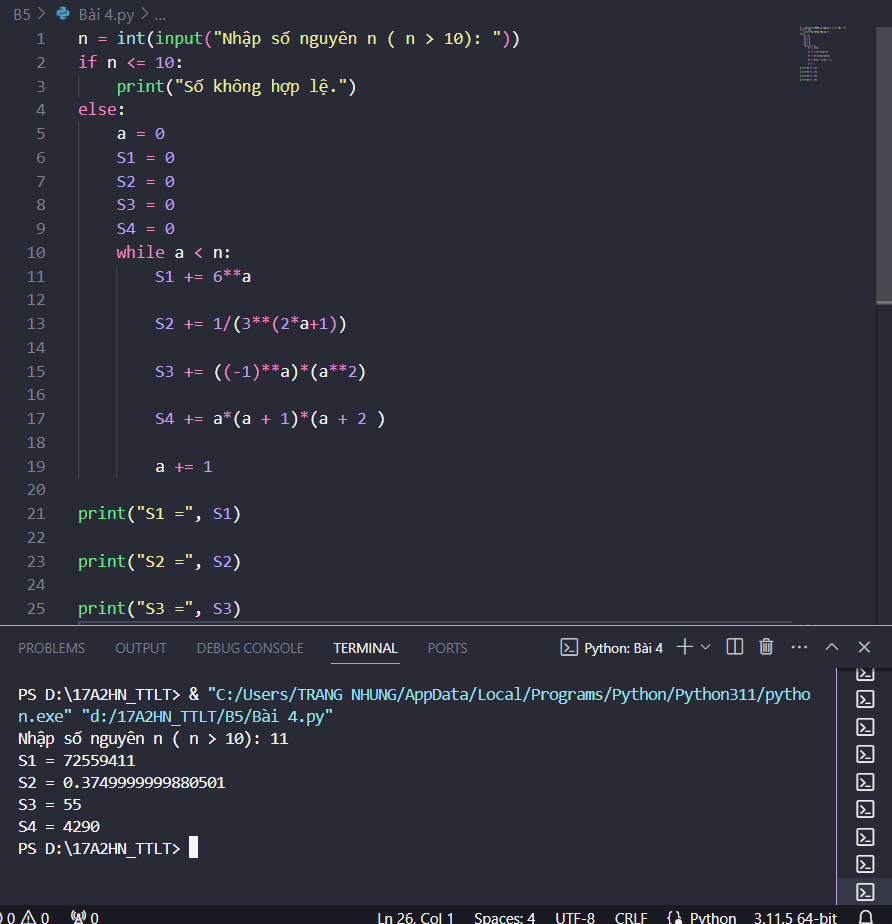 B5 > Bài 4.py > ...
1 n = int(input("Nhập số nguyên n ( n > 10): "))
2 if n <= 10:
3 print("Số không hợp lệ.")
4 else:
5 a = 0
6 S1 = 0
7 S2 = 0
8 S3 = 0
9 S4 = 0
10 while a < n:
11 S1 += 6**a
12
13 S2 += 1/(3**(2*a+1))
14
15 S3 += ((-1)**a)*(a**2)
16
17 S4 += a*(a + 1)*(a + 2 )
18
19 a += 1
20
21 print("S1 =", S1)
22
23 print("S2 =", S2)
24
25 print("S3 =", S3)
PROBLEMS OUTPUT DEBUG CONSOLE TERMINAL PORTS Python: Bài 4
PS D:\17A2HN_TTLT> & "C:/Users/TRANG NHUNG/AppData/Local/Programs/Python/Python311/pytho
n.exe" "d:/17A2HN_TTLT/B5/Bài 4.py"
Nhập số nguyên n ( n > 10): 11
S1 = 72559411
S2 = 0.3749999999880501
S3 = 55
S4 = 4290
PS D:\17A2HN_TTLT>
0 0 0 Ln 26, Col 1 Spaces: 4 UTF-8 CRLF Python 3.11.5 64-bit